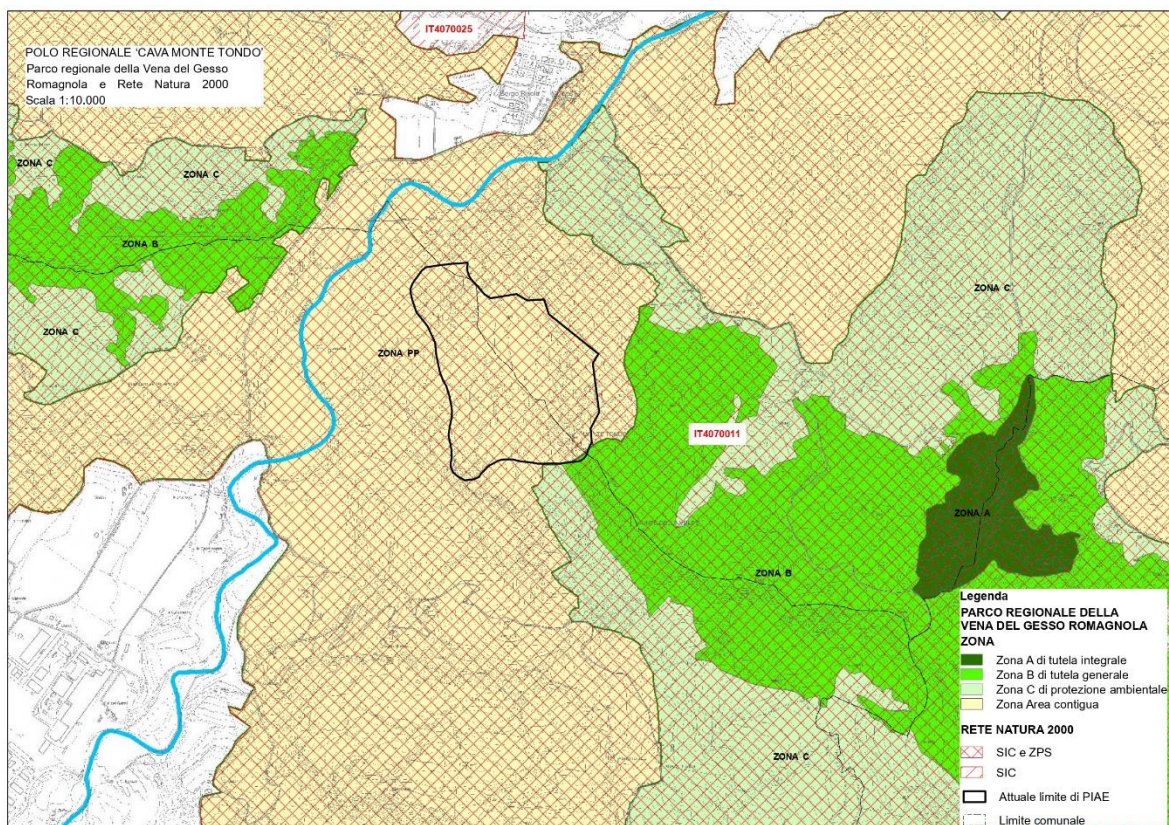 POLO REGIONALE 'CAVA MONTE TONDO'
Parco regionale della Vena del Gesso
Romagnola e Rete Natura 2000
Scala 1:10.000
IT4070025
ZONA C
ZONA C
ZONA B
ZONA C
ZONA PP
ZONA C
IT4070011
ZONA A
ZONA B
ZONA C
Legenda
PARCO REGIONALE DELLA
VENA DEL GESSO ROMAGNOLA
ZONA
Zona A di tutela integrale
Zona B di tutela generale
Zona C di protezione ambientale
Zona Area contigua
RETE NATURA 2000
SIC e ZPS
SIC
Attuale limite di PIAE
Limite comunale